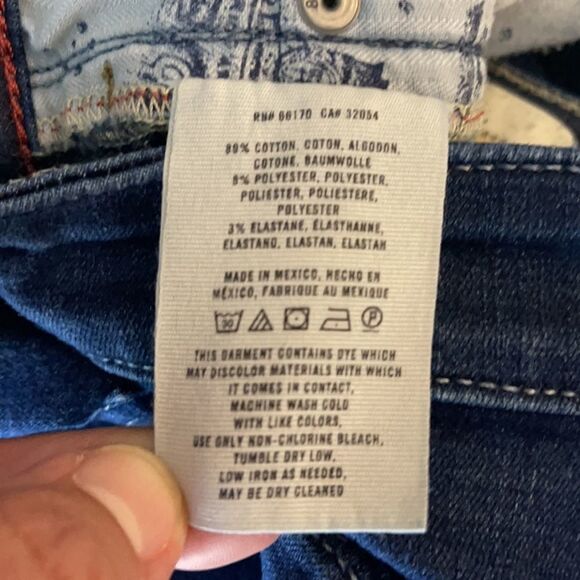 RN# 66170 CA# 32054
89% COTTON, COTON, ALGODON,
COTONE, BAUMWOLLE
8% POLYESTER, POLYESTER,
POLIESTER, POLIESTERE,
POLYESTER
3% ELASTANE, ÉLASTHANNE,
ELASTANO, ELASTAN, ELASTAN
MADE IN MEXICO, HECHO EN
MÉXICO, FABRIQUE AU MEXIQUE
30 P
THIS GARMENT CONTAINS DYE WHICH
MAY DISCOLOR MATERIALS WITH WHICH
IT COMES IN CONTACT,
MACHINE WASH COLD
WITH LIKE COLORS,
USE ONLY NON-CHLORINE BLEACH,
TUMBLE DRY LOW,
LOW IRON AS NEEDED,
MAY BE DRY CLEANED